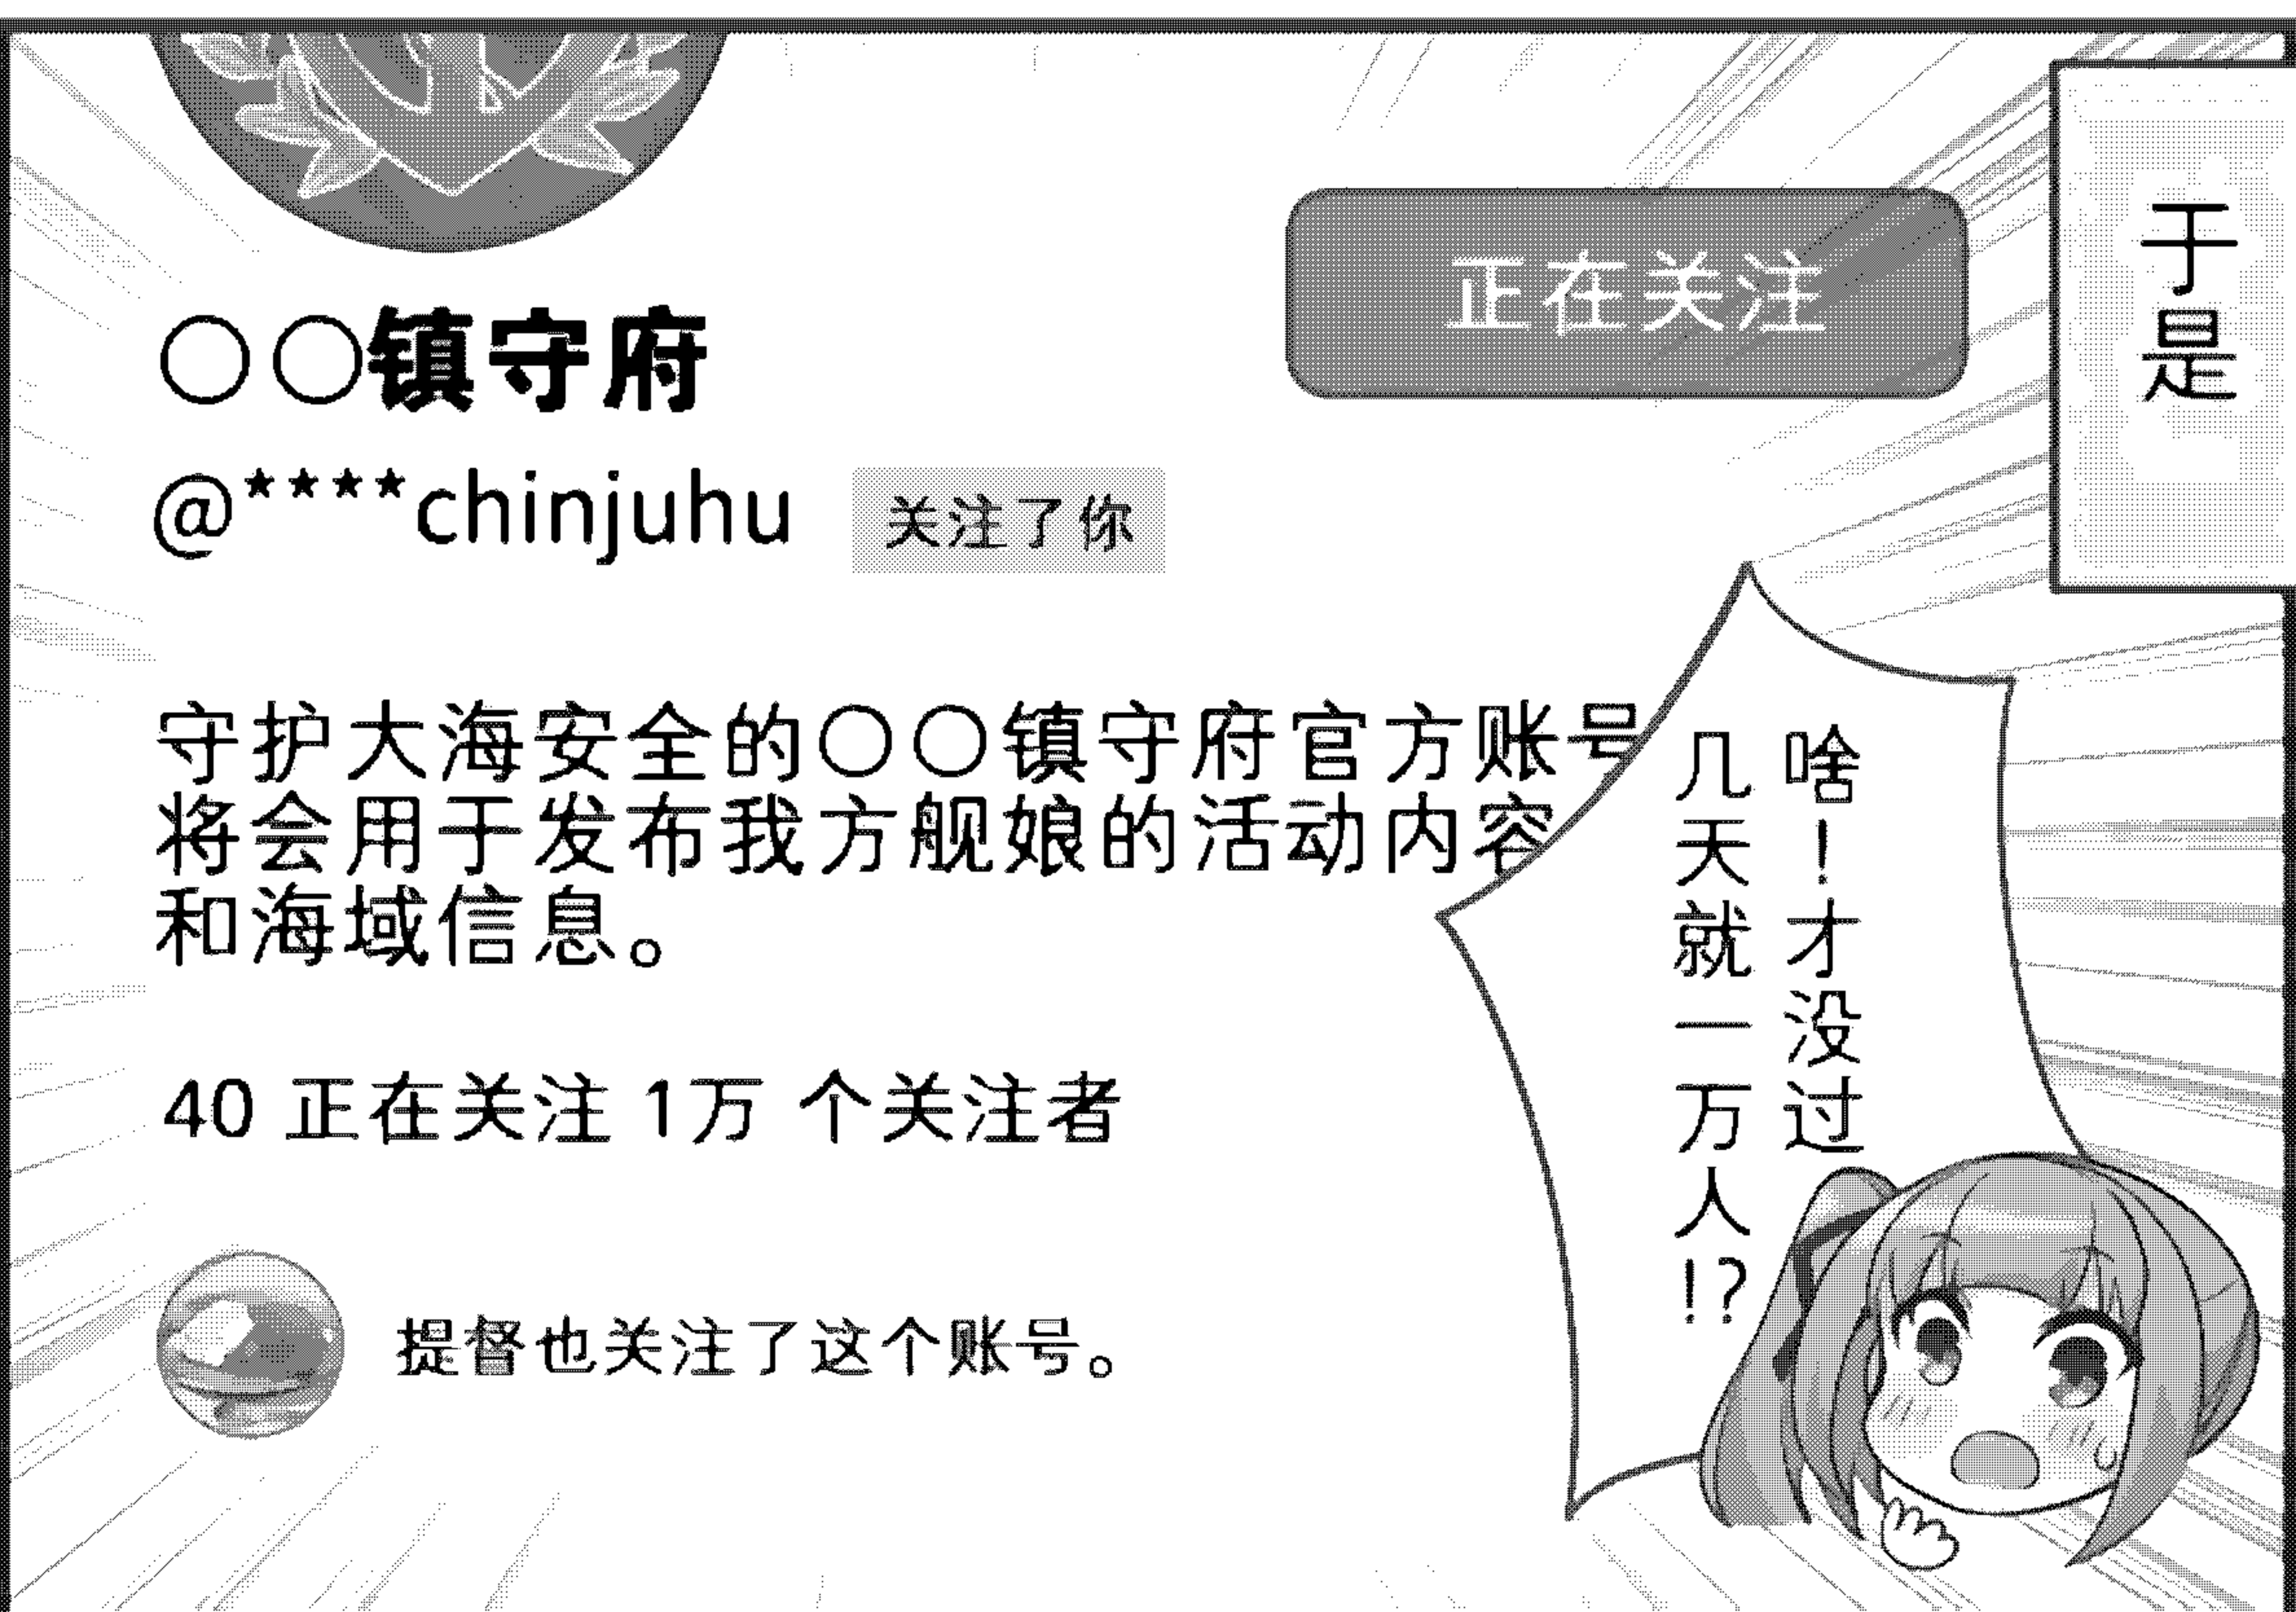 于是
正在关注
○○镇守府
@****chinjuhu 关注了你
守护大海安全的○○镇守府官方账号
将会用于发布我方舰娘的活动内容
和海域信息。
40 正在关注 1万 个关注者
提督也关注了这个账号。
啥！才没过
几天就一万人!?